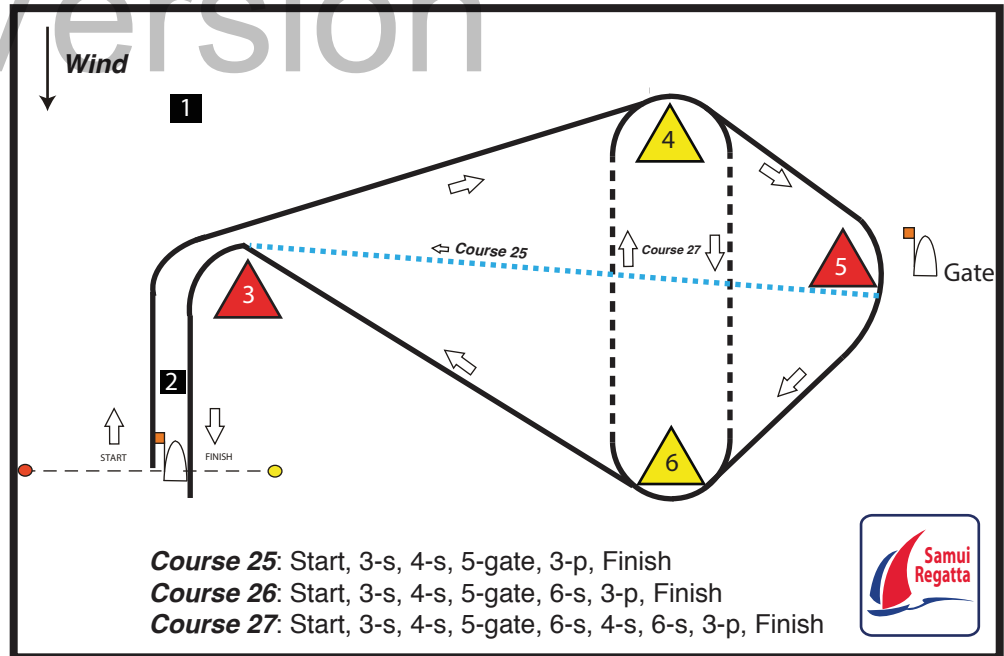 version
Wind
1
4
Course 25
Course 27
5
Gate
3
2
6
START
FINISH
Course 25: Start, 3-s, 4-s, 5-gate, 3-p, Finish
Course 26: Start, 3-s, 4-s, 5-gate, 6-s, 3-p, Finish
Course 27: Start, 3-s, 4-s, 5-gate, 6-s, 4-s, 6-s, 3-p, Finish
Samui
Regatta